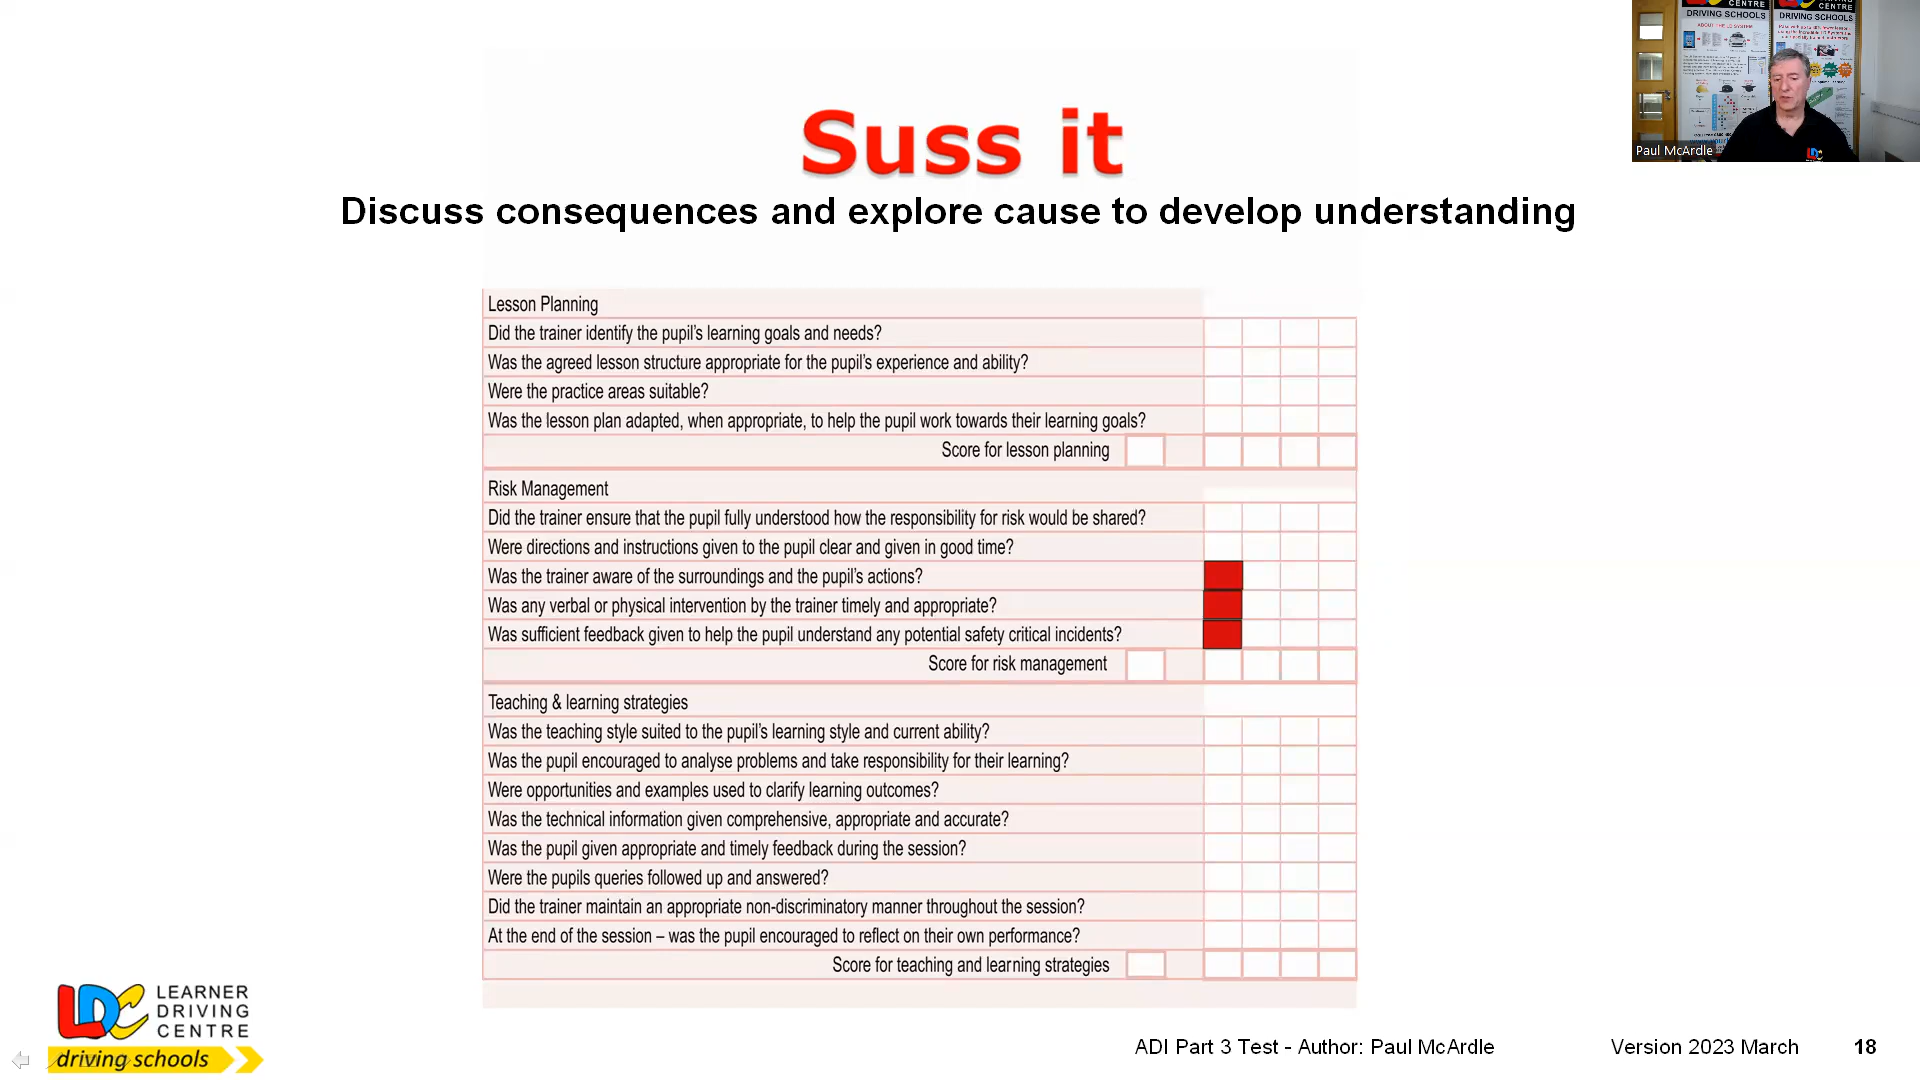 CENTRE
CENTRE
DRIVING SCHOOLS
DRIVING SCHOOLS
ABOUT THE LD SYSTEM
Paul McArdle
Suss it
Discuss consequences and explore cause to develop understanding
Lesson Planning
Did the trainer identify the pupil's learning goals and needs?
Was the agreed lesson structure appropriate for the pupil's experience and ability?
Were the practice areas suitable?
Was the lesson plan adapted, when appropriate, to help the pupil work towards their learning goals?
Score for lesson planning
Risk Management
Did the trainer ensure that the pupil fully understood how the responsibility for risk would be shared?
Were directions and instructions given to the pupil clear and given in good time?
Was the trainer aware of the surroundings and the pupil's actions?
Was any verbal or physical intervention by the trainer timely and appropriate?
Was sufficient feedback given to help the pupil understand any potential safety critical incidents?
Score for risk management
Teaching & learning strategies
Was the teaching style suited to the pupil's learning style and current ability?
Was the pupil encouraged to analyse problems and take responsibility for their learning?
Were opportunities and examples used to clarify learning outcomes?
Was the technical information given comprehensive, appropriate and accurate?
Was the pupil given appropriate and timely feedback during the session?
Were the pupils queries followed up and answered?
Did the trainer maintain an appropriate non-discriminatory manner throughout the session?
At the end of the session – was the pupil encouraged to reflect on their own performance?
Score for teaching and learning strategies
LDC
LEARNER
DRIVING
CENTRE
driving schools
ADI Part 3 Test - Author: Paul McArdle
Version 2023 March
18